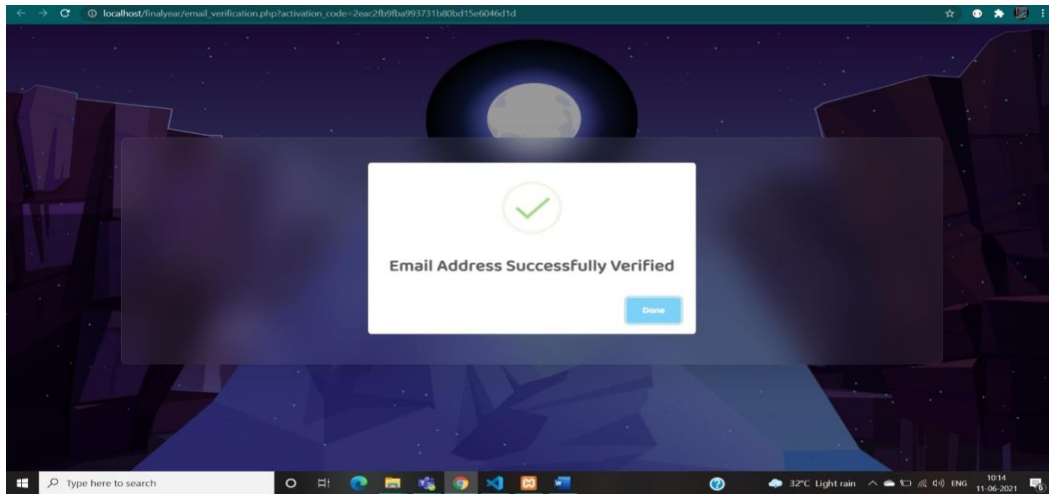 localhost/finalyear/email_verification.php?activation_code=2eac2fb9fba993731b80bd15e6046d1d
Email Address Successfully Verified
Done
Type here to search
32°C Light rain
ENG
10:14
11-06-2021
6